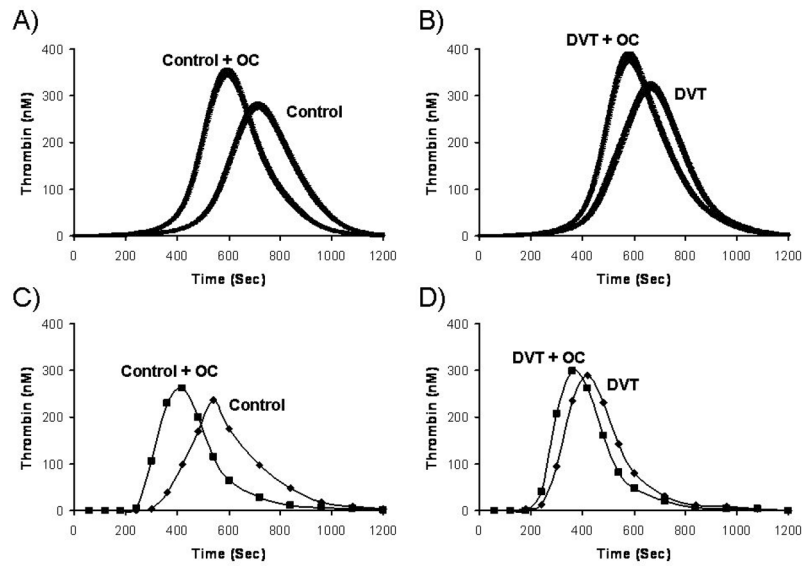 A)
Control + OC
Control
Thrombin (nM)
400
300
200
100
0
0 200 400 600 800 1000 1200
Time (Sec)
B)
DVT + OC
DVT
Thrombin (nM)
400
300
200
100
0
0 200 400 600 800 1000 1200
Time (Sec)
C)
Control + OC
Control
Thrombin (nM)
400
300
200
100
0
0 200 400 600 800 1000 1200
Time (Sec)
D)
DVT + OC
DVT
Thrombin (nM)
400
300
200
100
0
0 200 400 600 800 1000 1200
Time (Sec)